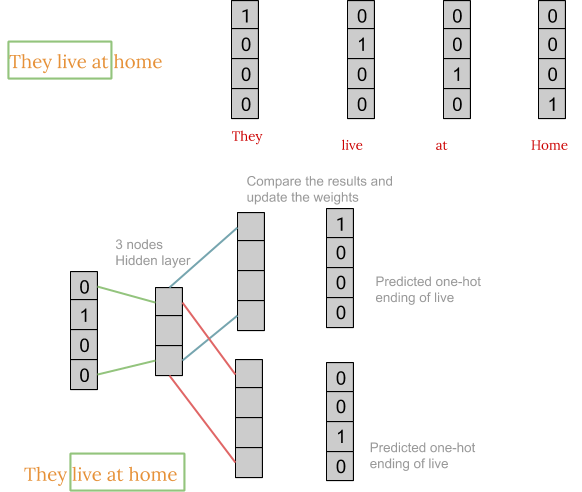 They live at home
1 0 0 0
0 1 0 0
0 0 1 0
0 0 0 1
They live at Home
Compare the results and
update the weights
3 nodes
Hidden layer
0
1
0
0
1
0
0
0
Predicted one-hot
ending of live
0
0
1
0
Predicted one-hot
ending of live
They live at home